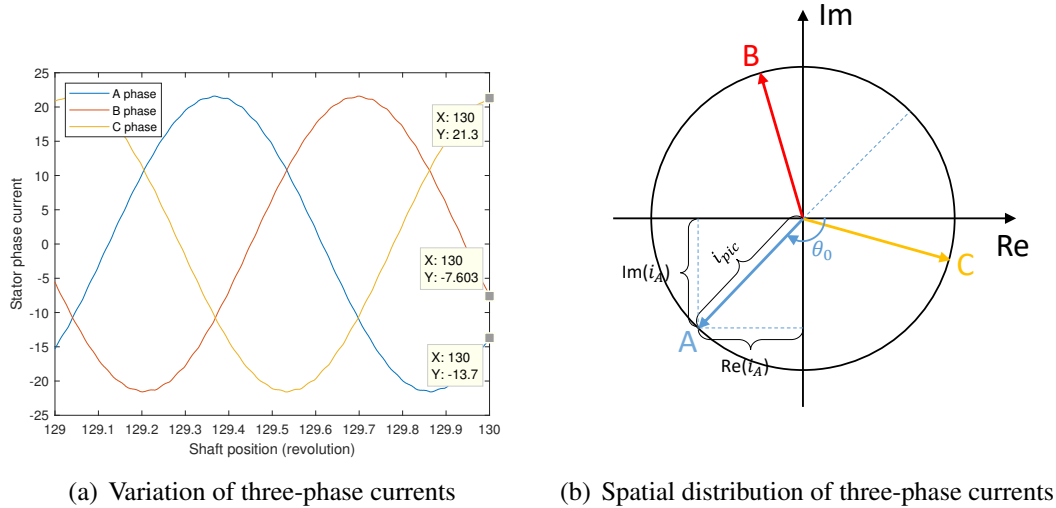 25
20
15
10
5
0
-5
-10
-15
-20
-25
Stator phase current
A phase
B phase
C phase
X: 130
Y: 21.3
X: 130
Y: -7.603
X: 130
Y: -13.7
129 129.1 129.2 129.3 129.4 129.5 129.6 129.7 129.8 129.9 130
Shaft position (revolution)
(a) Variation of three-phase currents
Im
B
Re
θ₀
i_pic
Im(i_A)
C
A
Re(i_A)
(b) Spatial distribution of three-phase currents